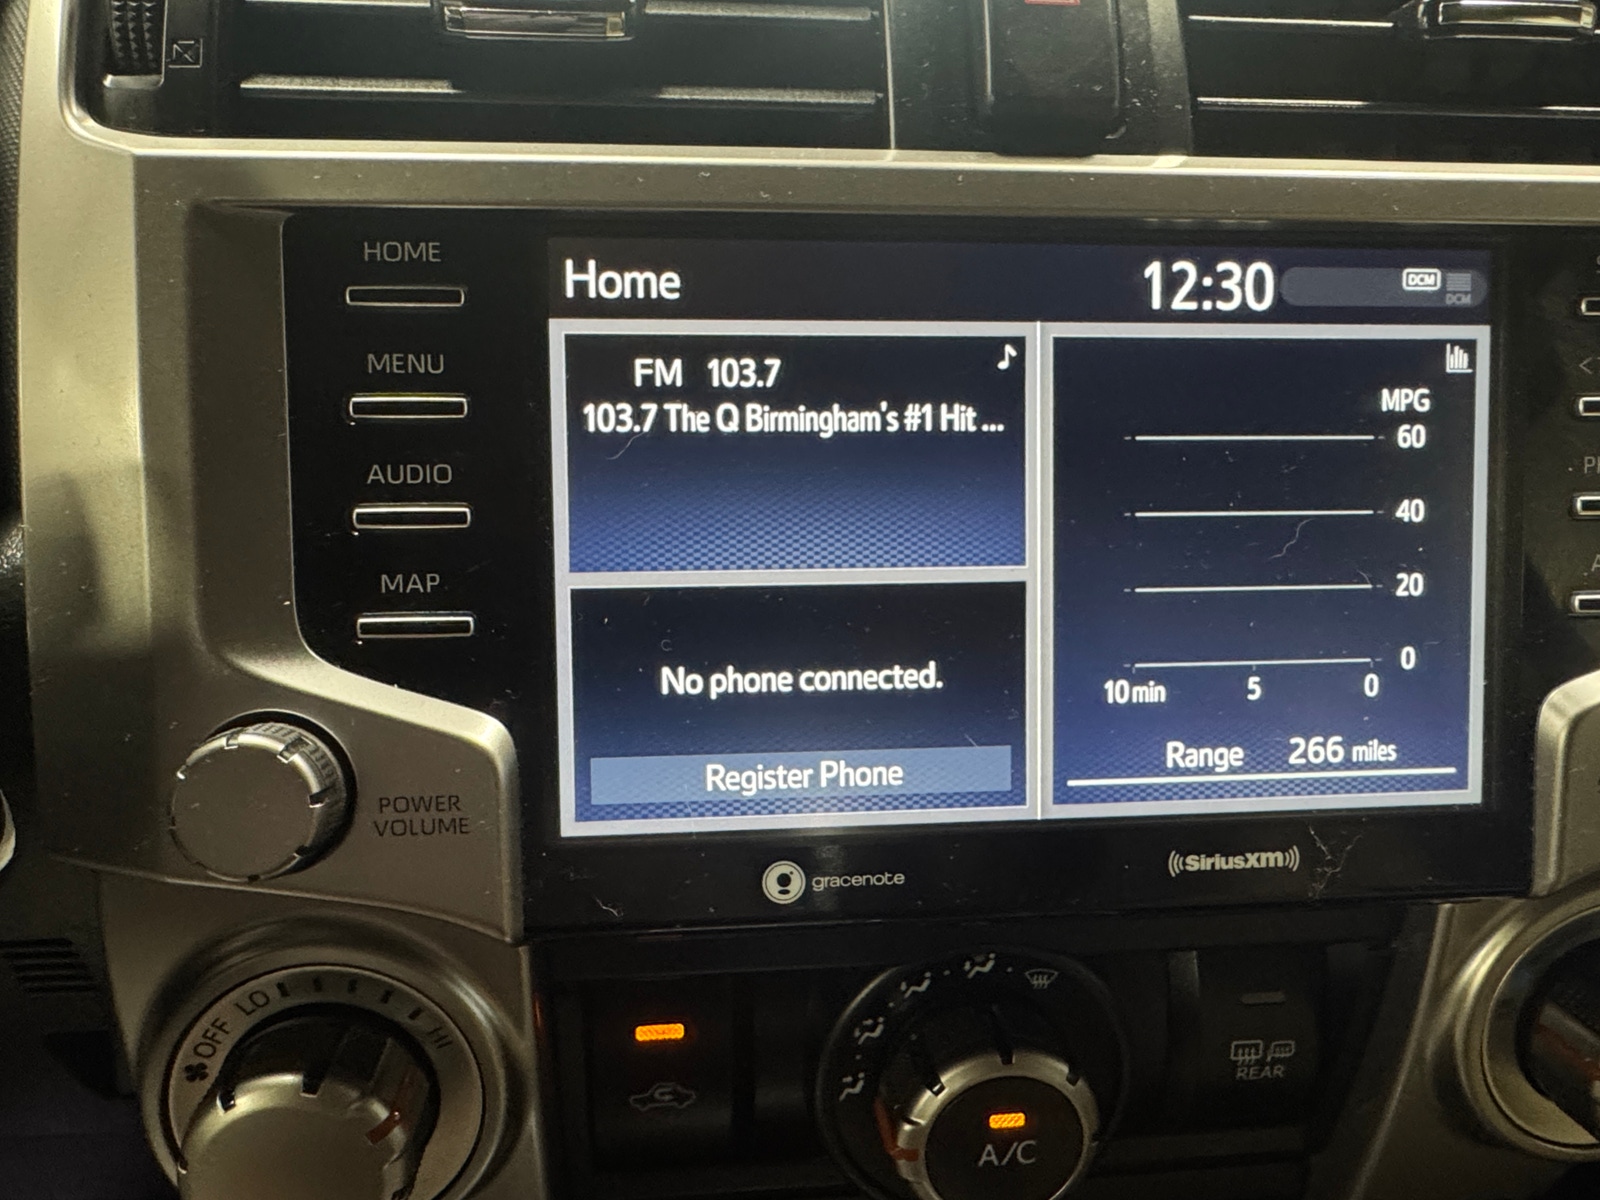 HOME
MENU
AUDIO
MAP
POWER
VOLUME
Home
12:30
DCM
DCM
FM 103.7
103.7 The Q Birmingham's #1 Hit ...
No phone connected.
Register Phone
MPG
60
40
20
0
10 min 5 0
Range 266 miles
gracenote
SiriusXm
OFF LO HI
A/C
REAR